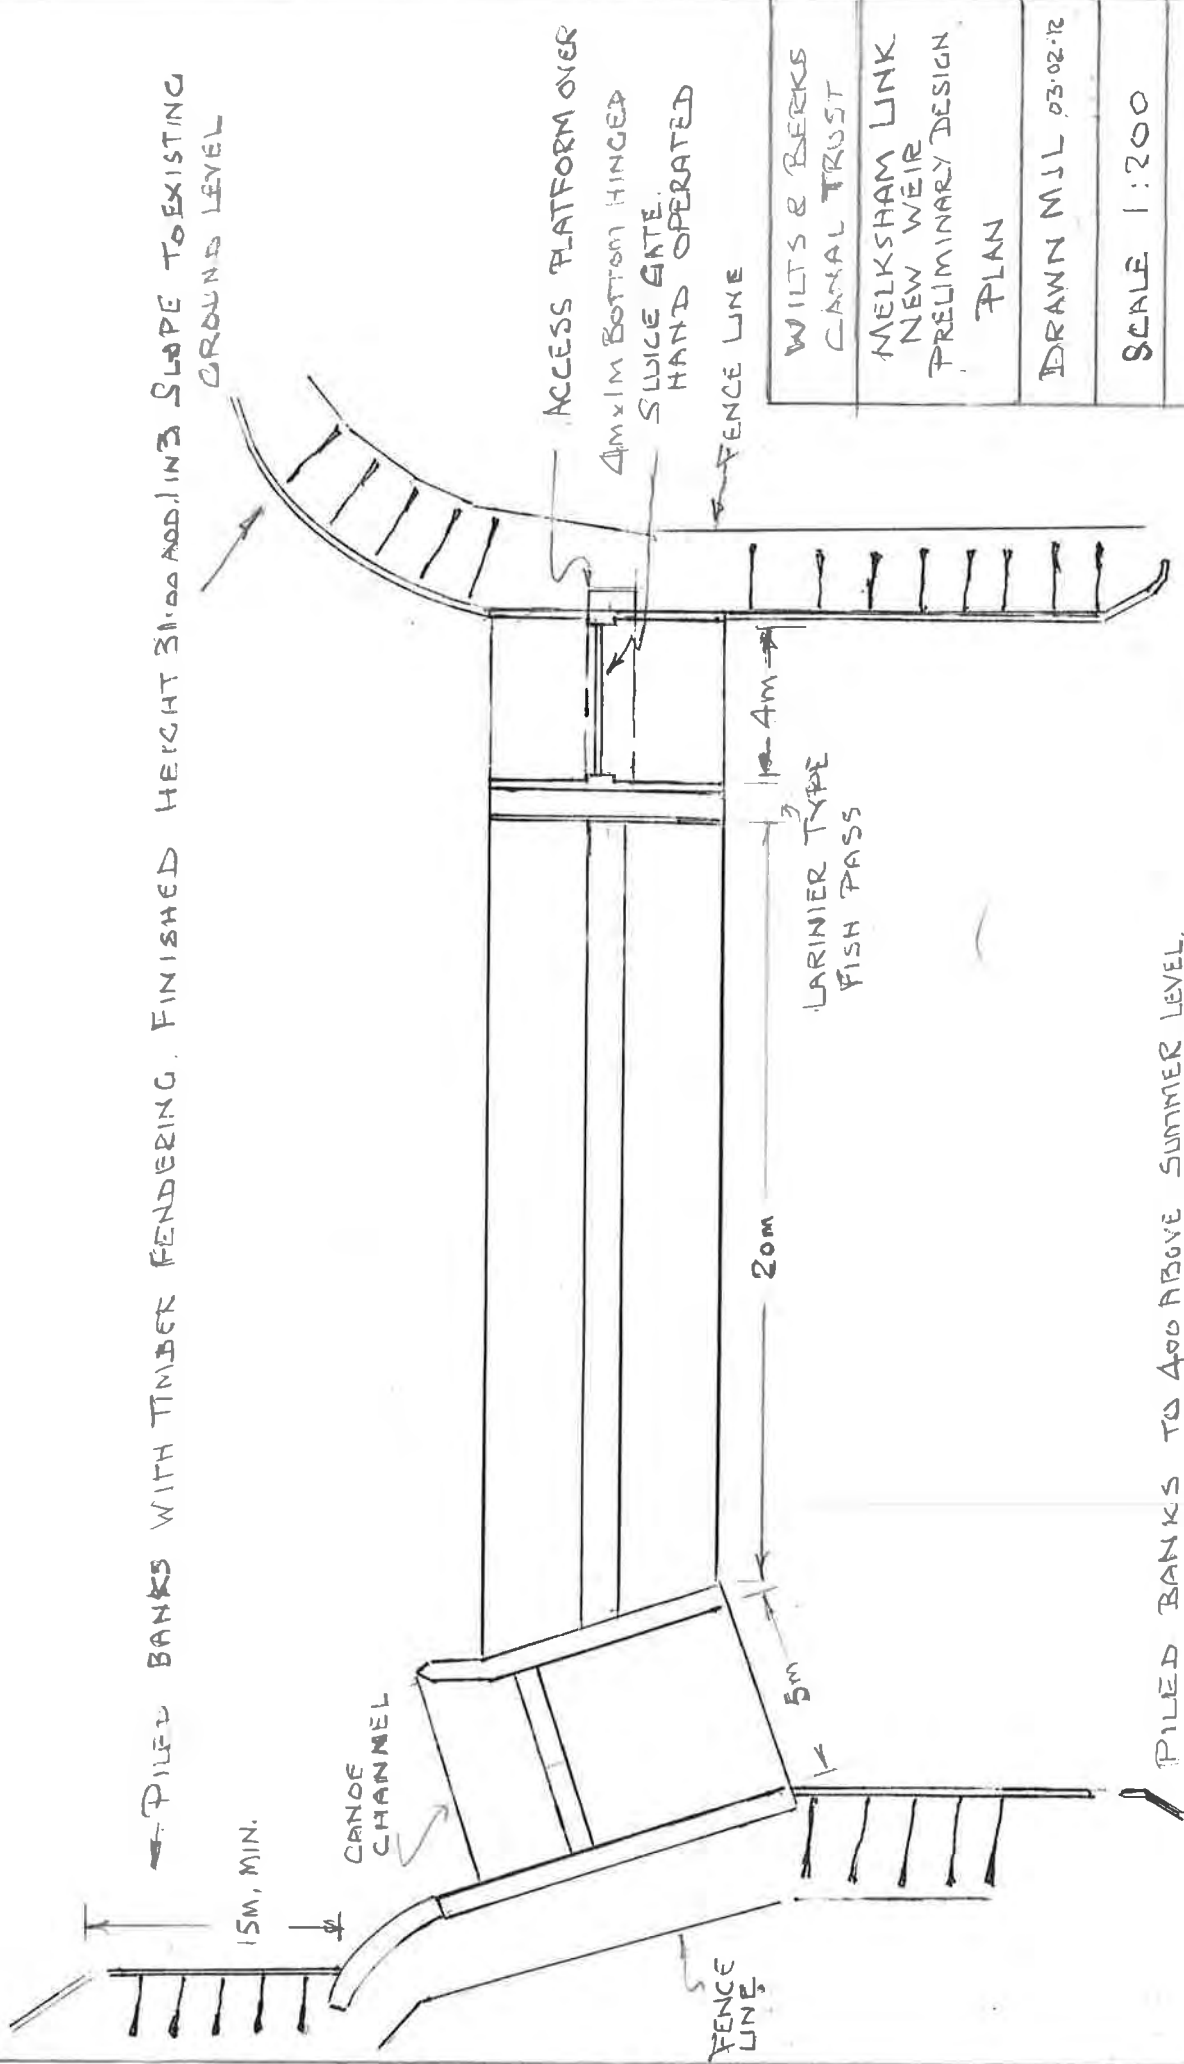 PILED BANKS WITH TIMBER FENDERING. FINISHED HEIGHT 31.00 AOD. 1 IN 3 SLOPE TO EXISTING
GROUND LEVEL
15M, MIN.
CANOE
CHANNEL
ACCESS PLATFORM OVER
4M x 1M BOTTOM HINGED
SLUICE GATE.
HAND OPERATED
FENCE LINE
4m
LARINIER TYPE
FISH PASS
20m
5m
FENCE
LINE
PILED BANKS TO 400 ABOVE SUMMER LEVEL.
WILTS & BERKS
CANAL TRUST
MELKSHAM LINK
NEW WEIR
PRELIMINARY DESIGN
PLAN
DRAWN MJL 03.02.12
SCALE 1:200